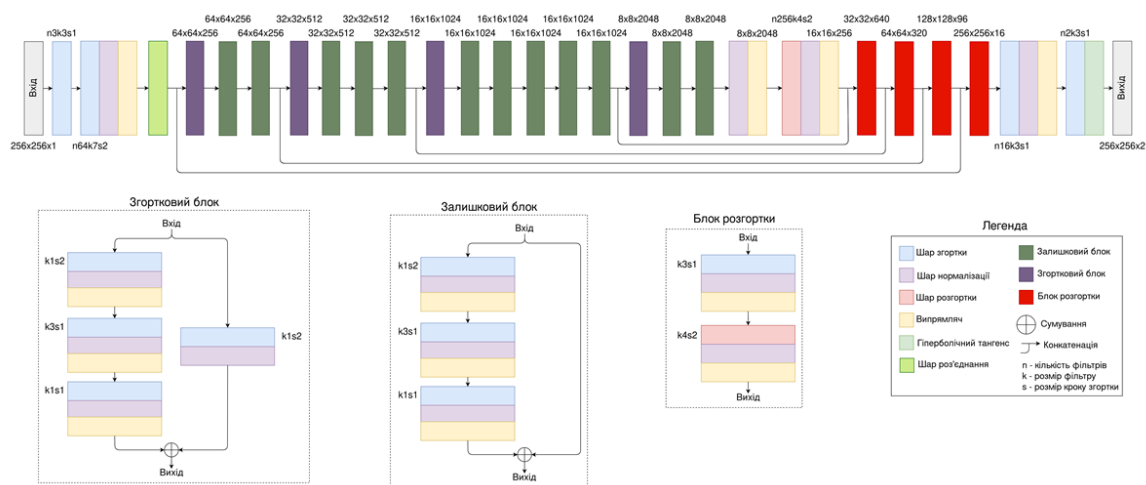 64x64x256 32x32x512 32x32x512 16x16x1024 16x16x1024 16x16x1024 8x8x2048 n256k4s2 32x32x640 128x128x96
n3k3s1 64x64x256 64x64x256 32x32x512 32x32x512 16x16x1024 16x16x1024 16x16x1024 8x8x2048 8x8x2048 16x16x256 64x64x320 256x256x16 n2k3s1
Вхід
Вихід
256x256x1 n64k7s2 n16k3s1 256x256x2
Згортковий блок
Вхід
k1s2
k3s1
k1s2
k1s1
Вихід
Залишковий блок
Вхід
k1s2
k3s1
k1s1
Вихід
Блок розгортки
Вхід
k3s1
k4s2
Вихід
Легенда
Шар згортки
Шар нормалізації
Шар розгортки
Випрямляч
Гіперболічний тангенс
Шар роз'єднання
Залишковий блок
Згортковий блок
Блок розгортки
Сумування
Конкатенація
n - кількість фільтрів
k - розмір фільтру
s - розмір кроку згортки